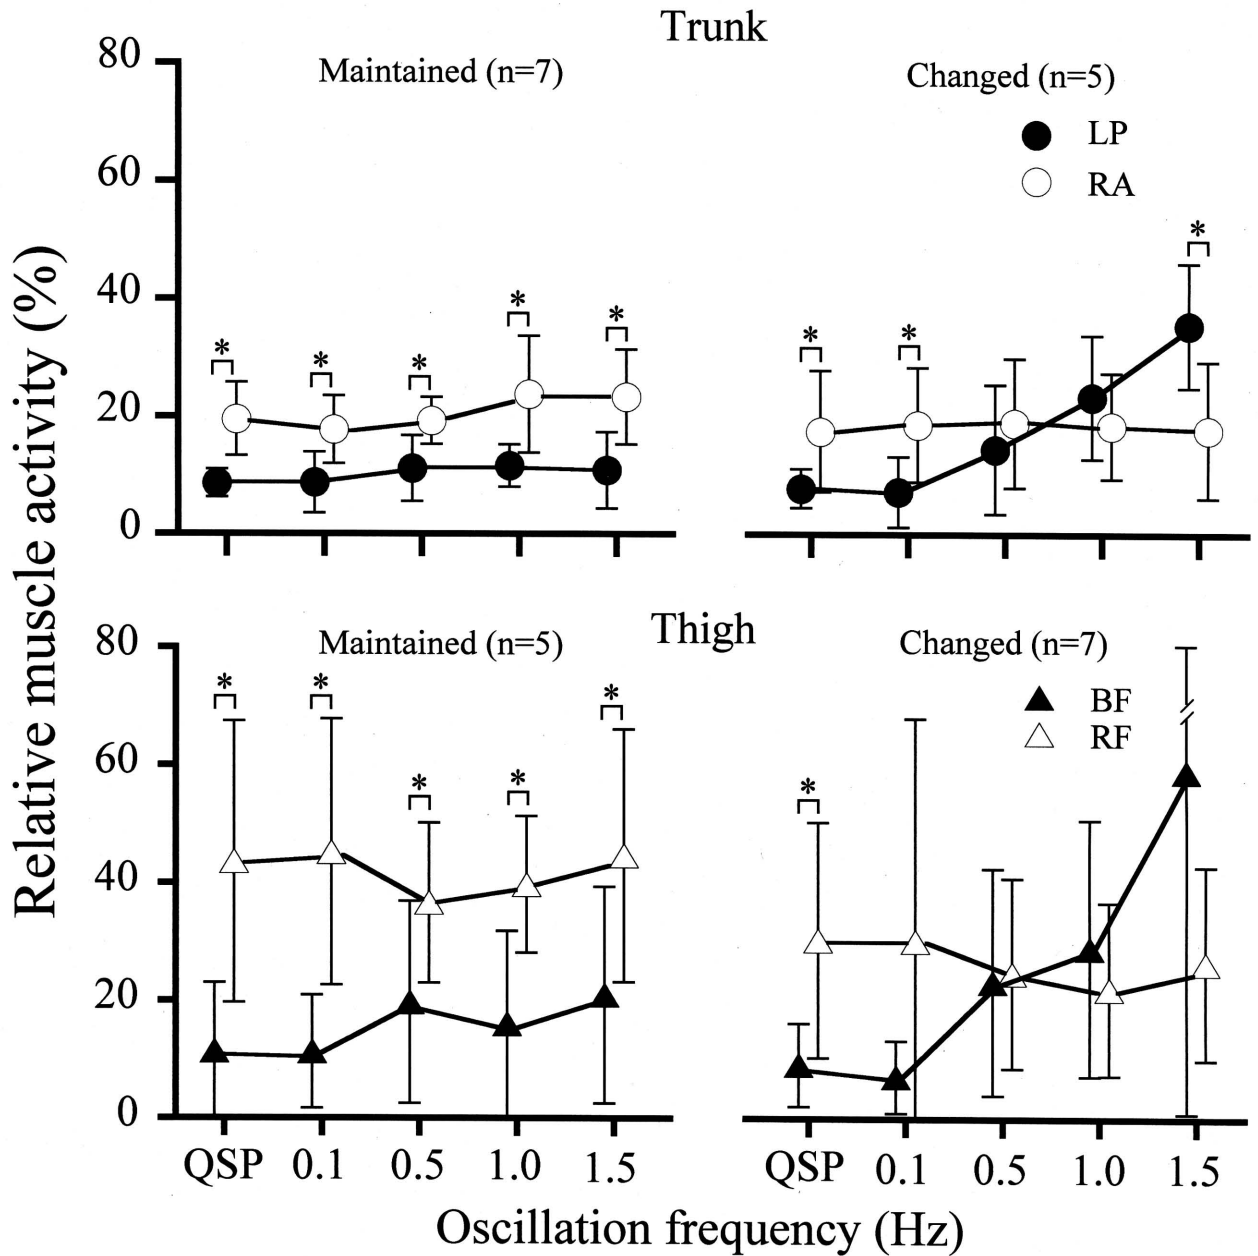 Trunk
Maintained (n=7)
Changed (n=5)
LP
RA
80
60
40
20
0
* * * * *
* * *
Relative muscle activity (%)
Thigh
Maintained (n=5)
Changed (n=7)
BF
RF
80
60
40
20
0
* * * * *
*
QSP 0.1 0.5 1.0 1.5
QSP 0.1 0.5 1.0 1.5
Oscillation frequency (Hz)